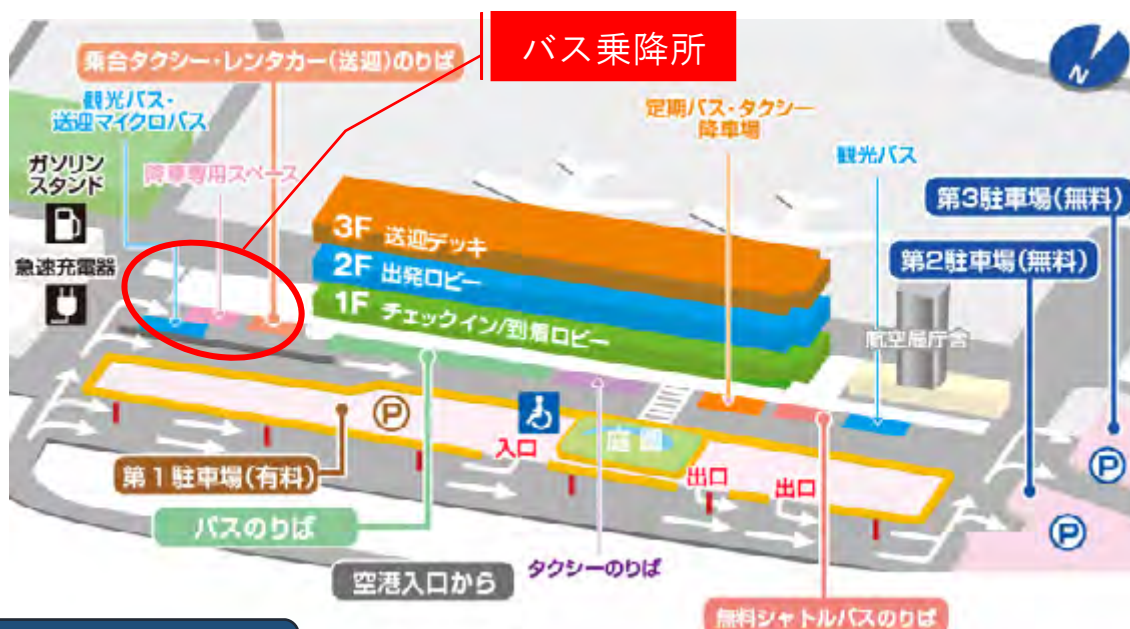 バス乗降所
乗合タクシー・レンタカー(送迎)のりば
観光バス・
送迎マイクロバス
ガソリン
スタンド
降車専用スペース
急速充電器
定期バス・タクシー
降車場
観光バス
N
第3駐車場(無料)
第2駐車場(無料)
3F 送迎デッキ
2F 出発ロビー
1F チェックイン/到着ロビー
航空局庁舎
P
入口
庭園
出口
出口
P
P
第1駐車場(有料)
バスのりば
空港入口から
タクシーのりば
無料シャトルバスのりば